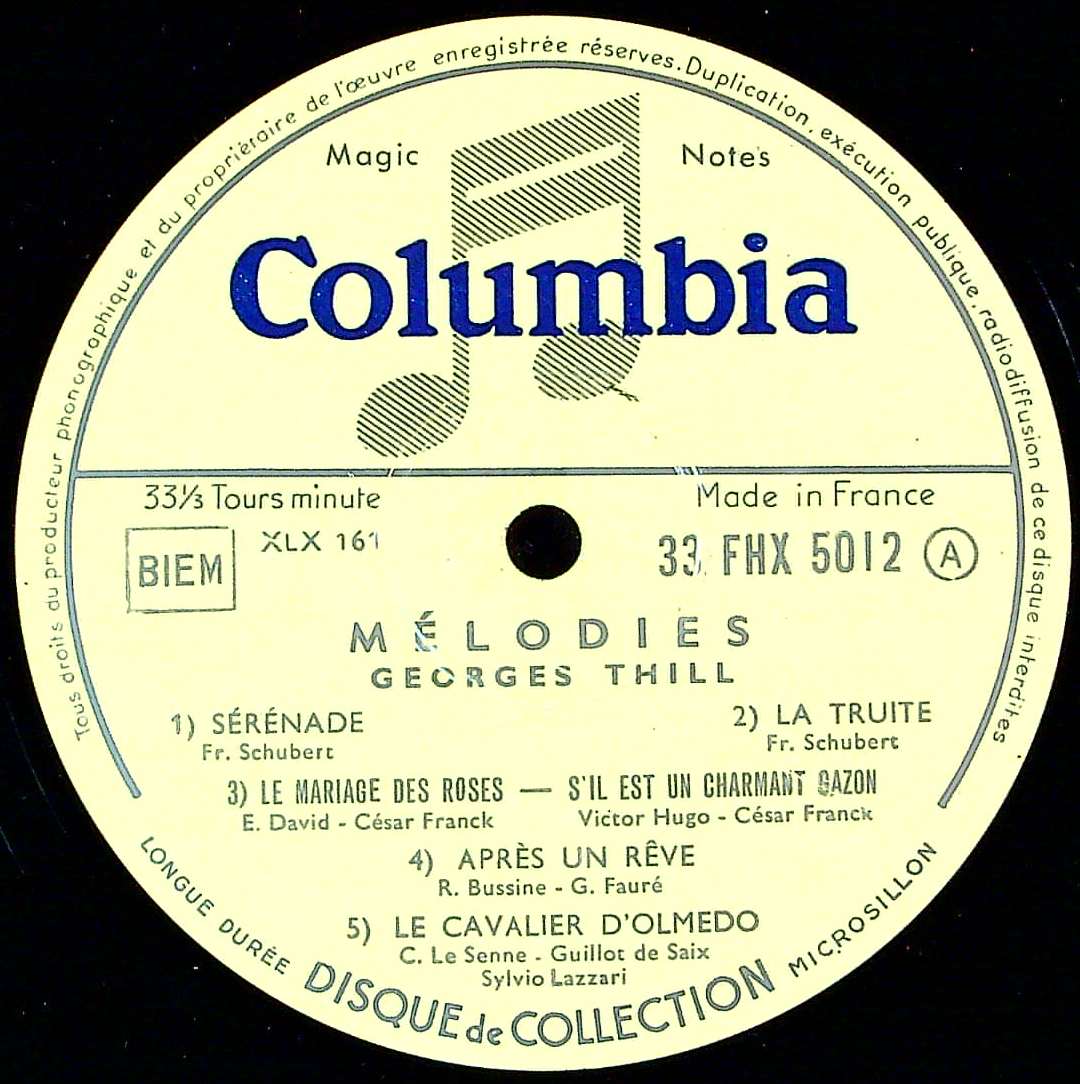 Tous droits du producteur phonographique et du propriétaire de l'œuvre enregistrée réservés. Duplication, exécution publique, radiodiffusion de ce disque interdites
Magic Notes
Columbia
33⅓ Tours minute Made in France
BIEM XLX 161 33 FHX 5012 A
MÉLODIES
GEORGES THILL
1) SÉRÉNADE 2) LA TRUITE
Fr. Schubert Fr. Schubert
3) LE MARIAGE DES ROSES — S'IL EST UN CHARMANT GAZON
E. David - César Franck Victor Hugo - César Franck
4) APRÈS UN RÊVE
R. Bussine - G. Fauré
5) LE CAVALIER D'OLMEDO
C. Le Senne - Guillot de Saix
Sylvio Lazzari
LONGUE DURÉE DISQUE de COLLECTION MICROSILLON